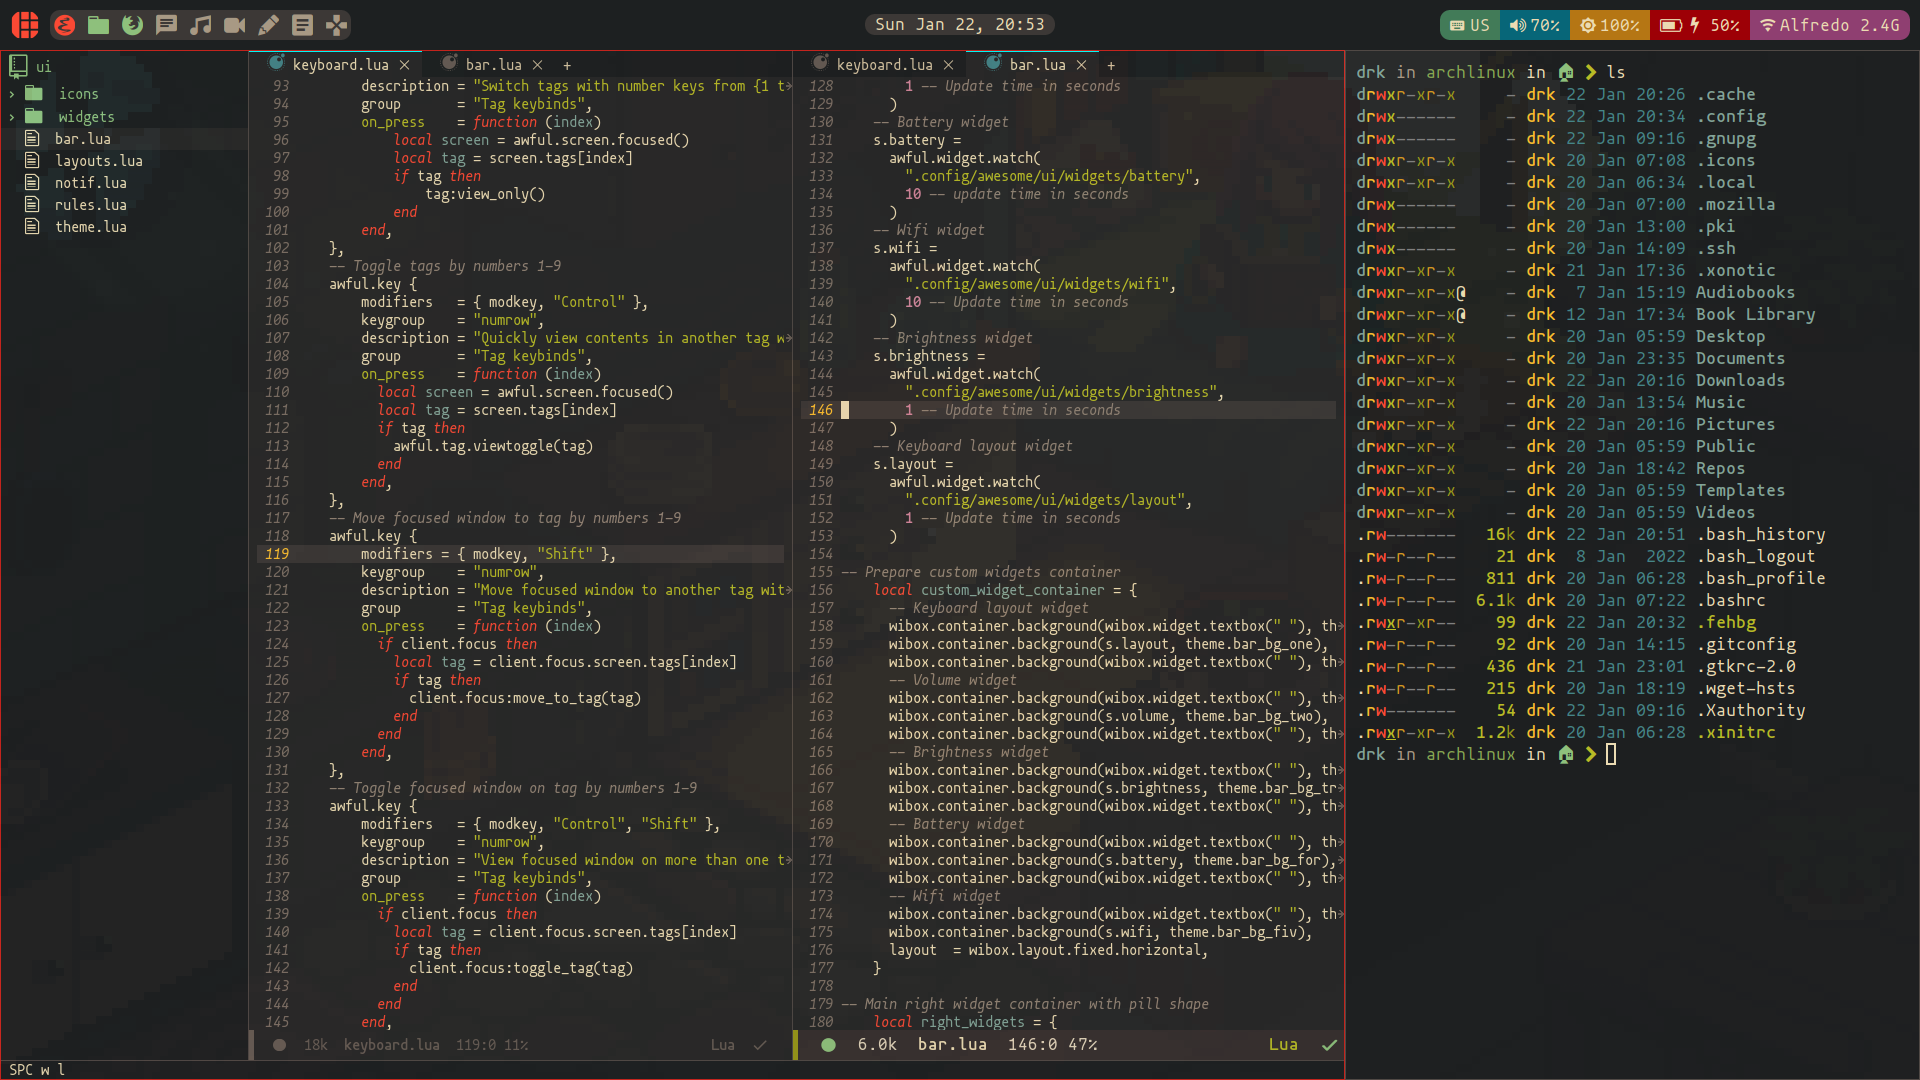 Sun Jan 22, 20:53
US 70% 100% 50% Alfredo 2.4G
ui
icons
widgets
bar.lua
layouts.lua
notif.lua
rules.lua
theme.lua
keyboard.lua bar.lua +
93 description = "Switch tags with number keys from {1 t
94 group = "Tag keybinds",
95 on_press = function (index)
96 local screen = awful.screen.focused()
97 local tag = screen.tags[index]
98 if tag then
99 tag:view_only()
100 end
101 end,
102 },
103 -- Toggle tags by numbers 1-9
104 awful.key {
105 modifiers = { modkey, "Control" },
106 keygroup = "numrow",
107 description = "Quickly view contents in another tag w
108 group = "Tag keybinds",
109 on_press = function (index)
110 local screen = awful.screen.focused()
111 local tag = screen.tags[index]
112 if tag then
113 awful.tag.viewtoggle(tag)
114 end
115 end,
116 },
117 -- Move focused window to tag by numbers 1-9
118 awful.key {
119 modifiers = { modkey, "Shift" },
120 keygroup = "numrow",
121 description = "Move focused window to another tag wit
122 group = "Tag keybinds",
123 on_press = function (index)
124 if client.focus then
125 local tag = client.focus.screen.tags[index]
126 if tag then
127 client.focus:move_to_tag(tag)
128 end
129 end
130 end,
131 },
132 -- Toggle focused window on tag by numbers 1-9
133 awful.key {
134 modifiers = { modkey, "Control", "Shift" },
135 keygroup = "numrow",
136 description = "View focused window on more than one t
137 group = "Tag keybinds",
138 on_press = function (index)
139 if client.focus then
140 local tag = client.focus.screen.tags[index]
141 if tag then
142 client.focus:toggle_tag(tag)
143 end
144 end
145 end,
18k keyboard.lua 119:0 11% Lua
keyboard.lua bar.lua +
128 1 -- Update time in seconds
129 )
130 -- Battery widget
131 s.battery =
132 awful.widget.watch(
133 ".config/awesome/ui/widgets/battery",
134 10 -- update time in seconds
135 )
136 -- Wifi widget
137 s.wifi =
138 awful.widget.watch(
139 ".config/awesome/ui/widgets/wifi",
140 10 -- Update time in seconds
141 )
142 -- Brightness widget
143 s.brightness =
144 awful.widget.watch(
145 ".config/awesome/ui/widgets/brightness",
146 1 -- Update time in seconds
147 )
148 -- Keyboard layout widget
149 s.layout =
150 awful.widget.watch(
151 ".config/awesome/ui/widgets/layout",
152 1 -- Update time in seconds
153 )
154
155 -- Prepare custom widgets container
156 local custom_widget_container = {
157 -- Keyboard layout widget
158 wibox.container.background(wibox.widget.textbox(" "), th
159 wibox.container.background(s.layout, theme.bar_bg_one),
160 wibox.container.background(wibox.widget.textbox(" "), th
161 -- Volume widget
162 wibox.container.background(wibox.widget.textbox(" "), th
163 wibox.container.background(s.volume, theme.bar_bg_two),
164 wibox.container.background(wibox.widget.textbox(" "), th
165 -- Brightness widget
166 wibox.container.background(wibox.widget.textbox(" "), th
167 wibox.container.background(s.brightness, theme.bar_bg_tr
168 wibox.container.background(wibox.widget.textbox(" "), th
169 -- Battery widget
170 wibox.container.background(wibox.widget.textbox(" "), th
171 wibox.container.background(s.battery, theme.bar_bg_for),
172 wibox.container.background(wibox.widget.textbox(" "), th
173 -- Wifi widget
174 wibox.container.background(wibox.widget.textbox(" "), th
175 wibox.container.background(s.wifi, theme.bar_bg_fiv),
176 layout = wibox.layout.fixed.horizontal,
177 }
178
179 -- Main right widget container with pill shape
180 local right_widgets = {
6.0k bar.lua 146:0 47% Lua
SPC w l
drk in archlinux in ls
drwxr-xr-x - drk 22 Jan 20:26 .cache
drwx------ - drk 22 Jan 20:34 .config
drwx------ - drk 22 Jan 09:16 .gnupg
drwxr-xr-x - drk 20 Jan 07:08 .icons
drwxr-xr-x - drk 20 Jan 06:34 .local
drwx------ - drk 20 Jan 07:00 .mozilla
drwx------ - drk 20 Jan 13:00 .pki
drwx------ - drk 20 Jan 14:09 .ssh
drwxr-xr-x - drk 21 Jan 17:36 .xonotic
drwxr-xr-x@ - drk 7 Jan 15:19 Audiobooks
drwxr-xr-x@ - drk 12 Jan 17:34 Book Library
drwxr-xr-x - drk 20 Jan 05:59 Desktop
drwxr-xr-x - drk 20 Jan 23:35 Documents
drwxr-xr-x - drk 22 Jan 20:16 Downloads
drwxr-xr-x - drk 20 Jan 13:54 Music
drwxr-xr-x - drk 22 Jan 20:16 Pictures
drwxr-xr-x - drk 20 Jan 05:59 Public
drwxr-xr-x - drk 20 Jan 18:42 Repos
drwxr-xr-x - drk 20 Jan 05:59 Templates
drwxr-xr-x - drk 20 Jan 05:59 Videos
.rw------- 16k drk 22 Jan 20:51 .bash_history
.rw-r--r-- 21 drk 8 Jan 2022 .bash_logout
.rw-r--r-- 811 drk 20 Jan 06:28 .bash_profile
.rw-r--r-- 6.1k drk 20 Jan 07:22 .bashrc
.rwxr-xr-x 99 drk 22 Jan 20:32 .fehbg
.rw-r--r-- 92 drk 20 Jan 14:15 .gitconfig
.rw-r--r-- 436 drk 21 Jan 23:01 .gtkrc-2.0
.rw-r--r-- 215 drk 20 Jan 18:19 .wget-hsts
.rw------- 54 drk 22 Jan 09:16 .Xauthority
.rwxr-xr-x 1.2k drk 20 Jan 06:28 .xinitrc
drk in archlinux in